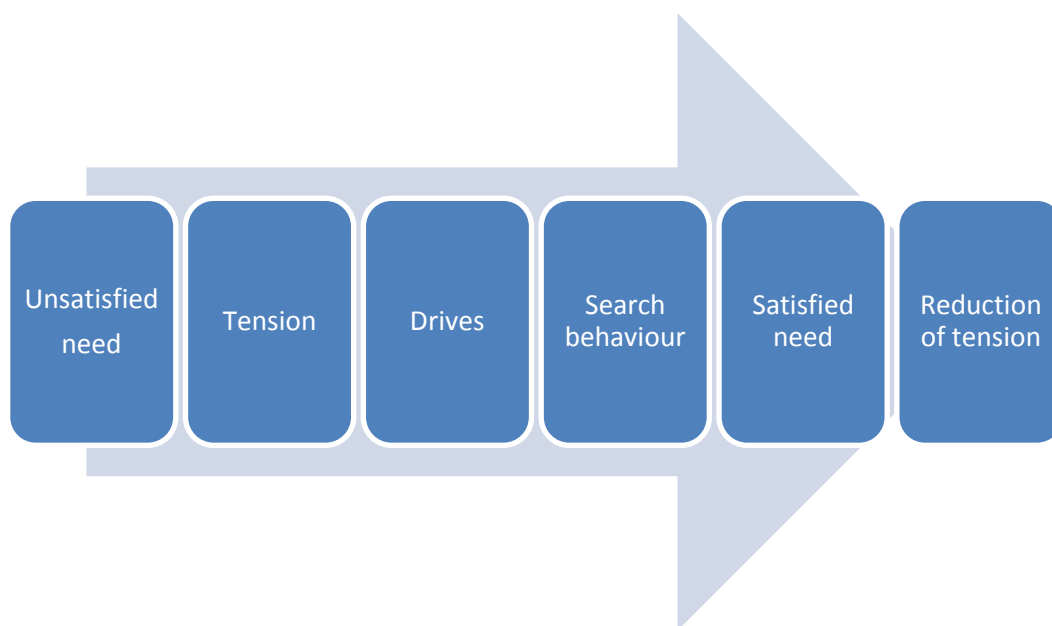 Unsatisfied
need
Tension
Drives
Search
behaviour
Satisfied
need
Reduction
of tension